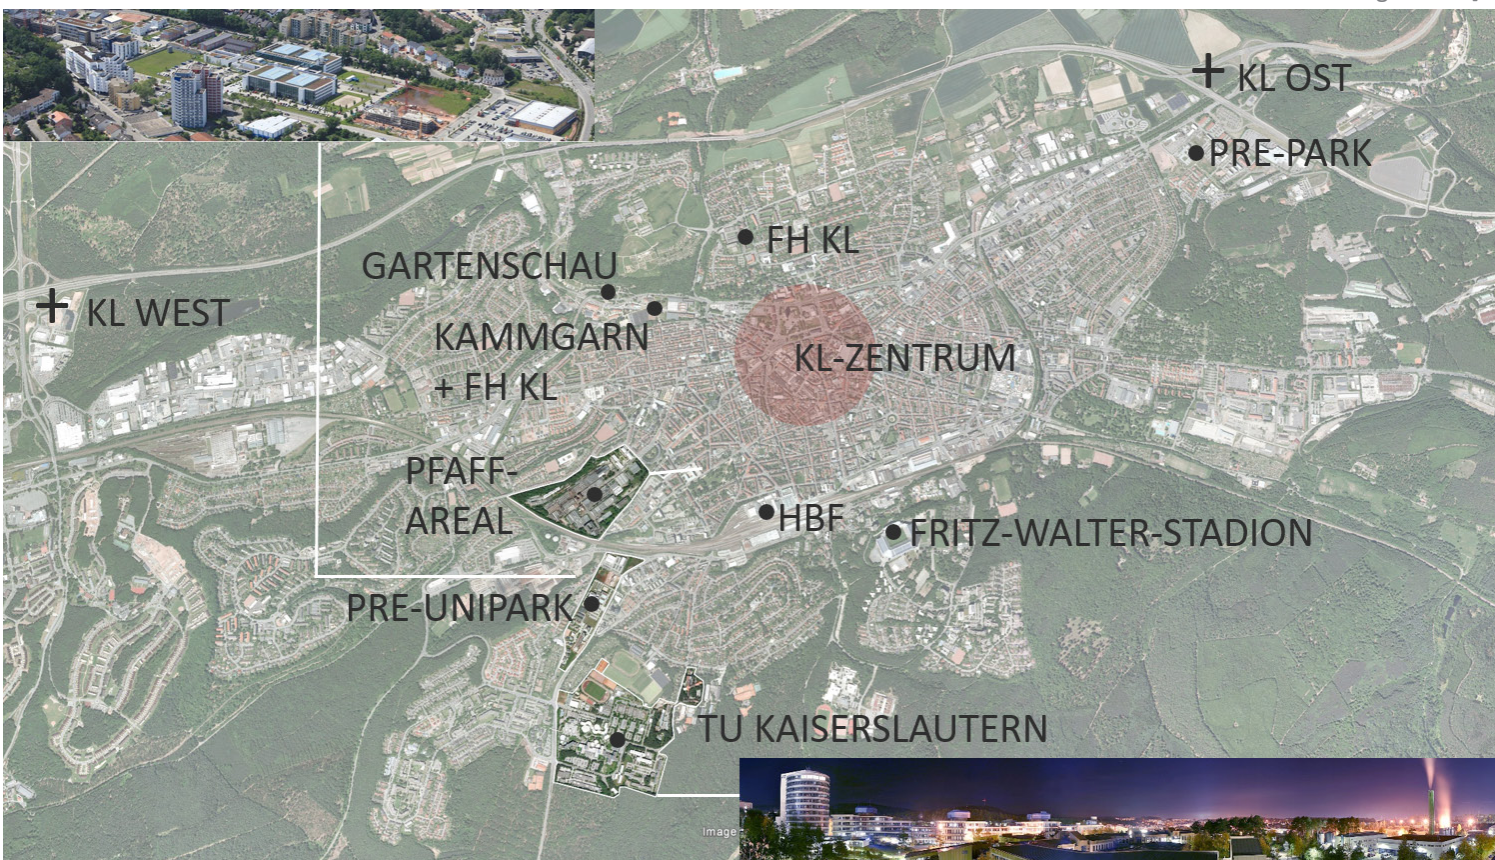 KL OST
PRE-PARK
FH KL
GARTENSCHAU
KL WEST
KAMMGARN
+ FH KL
KL-ZENTRUM
PFAFF-
AREAL
HBF
FRITZ-WALTER-STADION
PRE-UNIPARK
TU KAISERSLAUTERN
Image